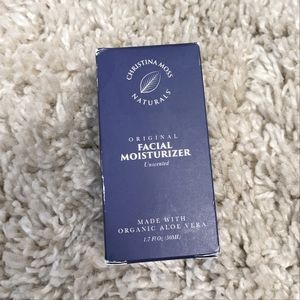 CHRISTINA MOSS
NATURALS
ORIGINAL
FACIAL
MOISTURIZER
Unscented
MADE WITH
ORGANIC ALOE VERA
1.7 Fl Oz (50ML)